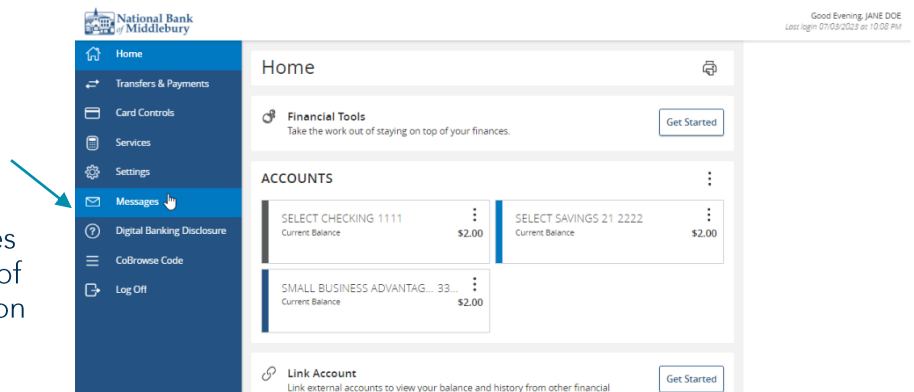 National Bank
of Middlebury
Good Evening, JANE DOE
Last login 07/03/2023 at 10:08 PM
Home
Transfers & Payments
Card Controls
Services
Settings
Messages
Digital Banking Disclosure
CoBrowse Code
Log Off
es
of
on
Home
Financial Tools
Take the work out of staying on top of your finances.
Get Started
ACCOUNTS
SELECT CHECKING 1111
Current Balance
$2.00
SELECT SAVINGS 21 2222
Current Balance
$2.00
SMALL BUSINESS ADVANTAG... 33...
Current Balance
$2.00
Link Account
Link external accounts to view your balance and history from other financial
Get Started